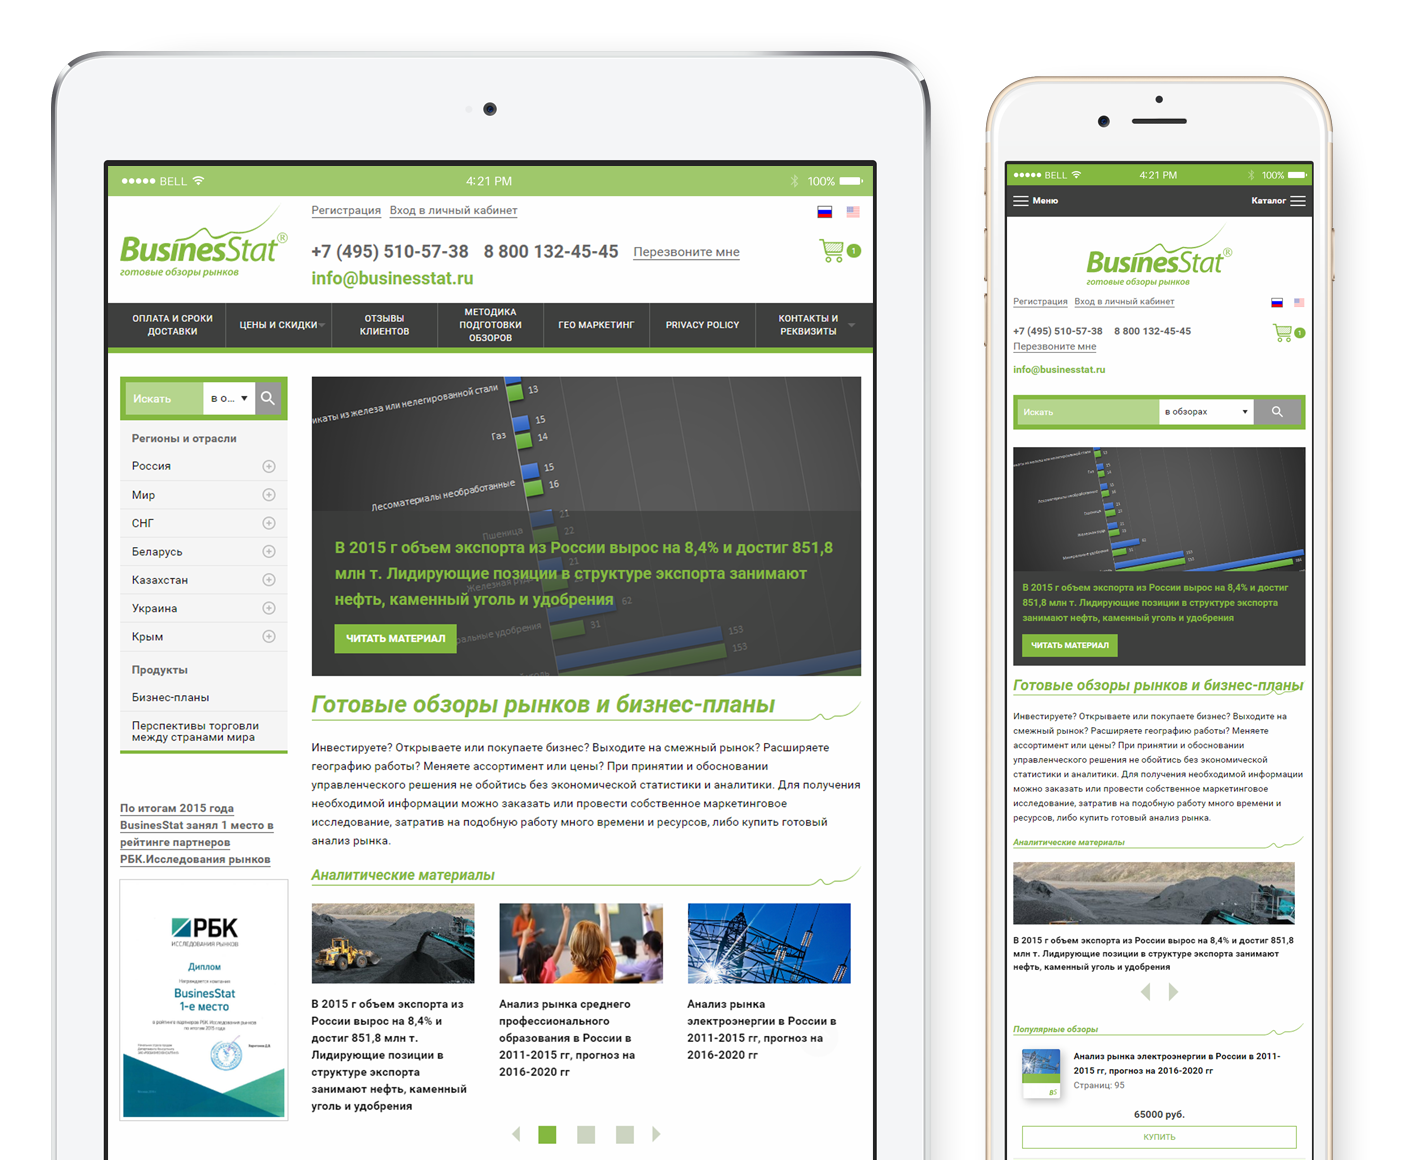 BELL
4:21 PM
100%
BusinesStat®
готовые обзоры рынков
Регистрация Вход в личный кабинет
+7 (495) 510-57-38 8 800 132-45-45 Перезвоните мне
1
info@businesstat.ru
ОПЛАТА И СРОКИ
ДОСТАВКИ
ЦЕНЫ И СКИДКИ
ОТЗЫВЫ
КЛИЕНТОВ
МЕТОДИКА
ПОДГОТОВКИ
ОБЗОРОВ
ГЕО МАРКЕТИНГ
PRIVACY POLICY
КОНТАКТЫ И
РЕКВИЗИТЫ
Искать
в о...
Регионы и отрасли
Россия
Мир
СНГ
Беларусь
Казахстан
Украина
Крым
Продукты
Бизнес-планы
Перспективы торговли
между странами мира
По итогам 2015 года
BusinesStat занял 1 место в
рейтинге партнеров
РБК.Исследования рынков
РБК
ИССЛЕДОВАНИЯ РЫНКОВ
Диплом
Награждается компания
BusinesStat
1-е место
в рейтинге партнеров РБК. Исследования рынков
по итогам 2015 года
икаты из железа или нелегированной стали
13
15
Газ
14
15
Лесоматериалы необработанные
16
21
Пшеница
22
21
Железная руда
21
62
ральные удобрения
31
153
153
В 2015 г объем экспорта из России вырос на 8,4% и достиг 851,8
млн т. Лидирующие позиции в структуре экспорта занимают
нефть, каменный уголь и удобрения
ЧИТАТЬ МАТЕРИАЛ
Готовые обзоры рынков и бизнес-планы
Инвестируете? Открываете или покупаете бизнес? Выходите на смежный рынок? Расширяете
географию работы? Меняете ассортимент или цены? При принятии и обосновании
управленческого решения не обойтись без экономической статистики и аналитики. Для получения
необходимой информации можно заказать или провести собственное маркетинговое
исследование, затратив на подобную работу много времени и ресурсов, либо купить готовый
анализ рынка.
Аналитические материалы
В 2015 г объем экспорта из
России вырос на 8,4% и
достиг 851,8 млн т.
Лидирующие позиции в
структуре экспорта
занимают нефть, каменный
уголь и удобрения
Анализ рынка среднего
профессионального
образования в России в
2011-2015 гг, прогноз на
2016-2020 гг
Анализ рынка
электроэнергии в России в
2011-2015 гг, прогноз на
2016-2020 гг
BELL
4:21 PM
100%
Меню
Каталог
BusinesStat®
готовые обзоры рынков
Регистрация Вход в личный кабинет
+7 (495) 510-57-38 8 800 132-45-45
1
Перезвоните мне
info@businesstat.ru
Искать
в обзорах
В 2015 г объем экспорта из России вырос на 8,4% и достиг
851,8 млн т. Лидирующие позиции в структуре экспорта
занимают нефть, каменный уголь и удобрения
ЧИТАТЬ МАТЕРИАЛ
Готовые обзоры рынков и бизнес-планы
Инвестируете? Открываете или покупаете бизнес? Выходите на
смежный рынок? Расширяете географию работы? Меняете
ассортимент или цены? При принятии и обосновании
управленческого решения не обойтись без экономической
статистики и аналитики. Для получения необходимой информации
можно заказать или провести собственное маркетинговое
исследование, затратив на подобную работу много времени и
ресурсов, либо купить готовый анализ рынка.
Аналитические материалы
В 2015 г объем экспорта из России вырос на 8,4% и достиг 851,8
млн т. Лидирующие позиции в структуре экспорта занимают
нефть, каменный уголь и удобрения
Популярные обзоры
BS
Анализ рынка электроэнергии в России в 2011-
2015 гг, прогноз на 2016-2020 гг
Страниц: 95
65000 руб.
КУПИТЬ